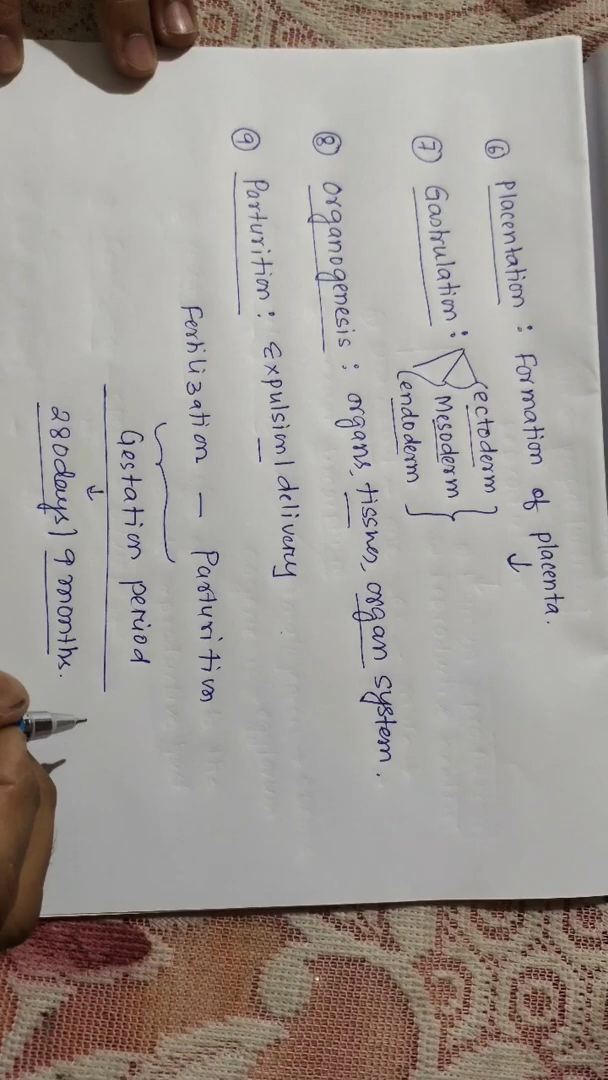 ⑥ Placentation : Formation of placenta.
↓
⑦ Gastrulation : ectoderm
Mesoderm
endoderm
⑧ Organogenesis : organs, tissues, organ system.
⑨ Parturition : Expulsion/delivery
Fertilization — Parturition
Gestation period
↓
280days/9 months.